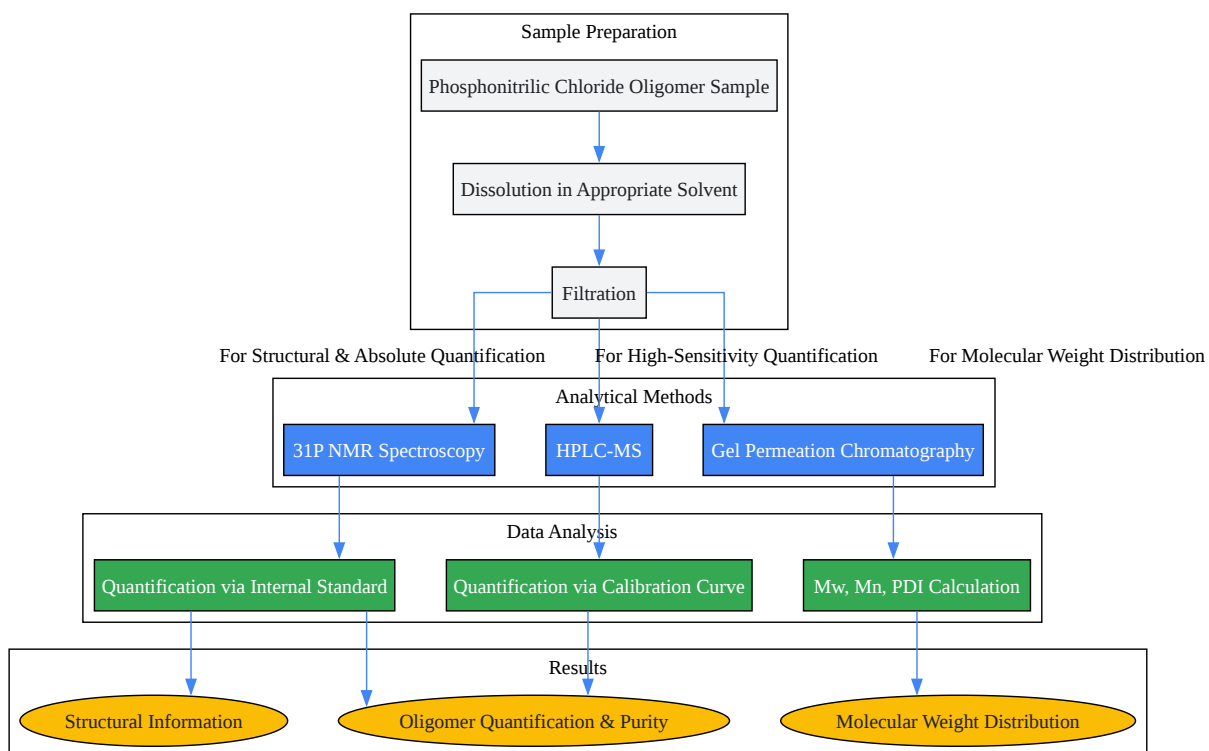 Sample Preparation
Phosphonitrilic Chloride Oligomer Sample
Dissolution in Appropriate Solvent
Filtration
For Structural & Absolute Quantification
For High-Sensitivity Quantification
For Molecular Weight Distribution
Analytical Methods
31P NMR Spectroscopy
HPLC-MS
Gel Permeation Chromatography
Data Analysis
Quantification via Internal Standard
Quantification via Calibration Curve
Mw, Mn, PDI Calculation
Results
Structural Information
Oligomer Quantification & Purity
Molecular Weight Distribution